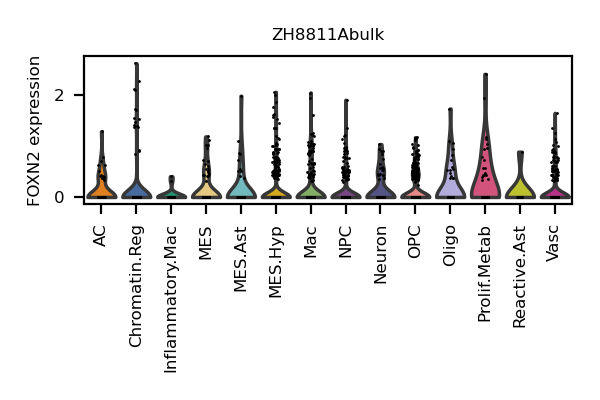 ZH8811Abulk
FOXN2 expression
2
0
AC
Chromatin.Reg
Inflammatory.Mac
MES
MES.Ast
MES.Hyp
Mac
NPC
Neuron
OPC
Oligo
Prolif.Metab
Reactive.Ast
Vasc